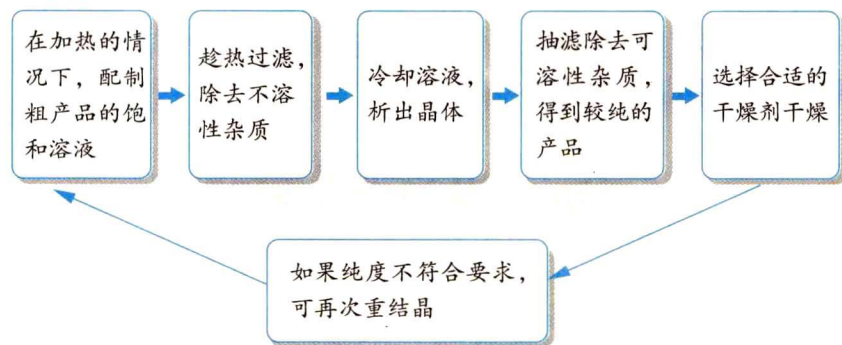 在加热的情
况下，配制
粗产品的饱
和溶液
趁热过滤，
除去不溶
性杂质
冷却溶液，
析出晶体
抽滤除去可
溶性杂质，
得到较纯的
产品
选择合适的
干燥剂干燥
如果纯度不符合要求，
可再次重结晶